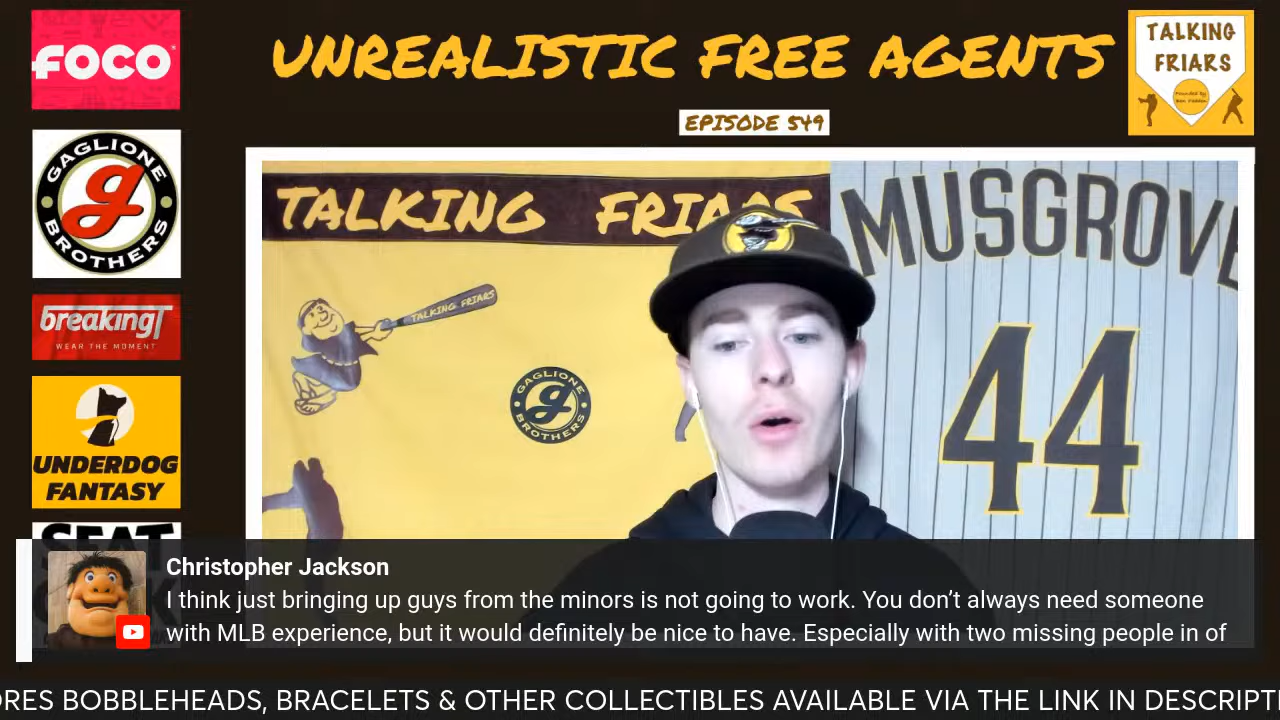 FOCO
UNREALISTIC FREE AGENTS
TALKING
FRIARS
EPISODE 549
GAGLIONE
g
BROTHERS
breakingT
WEAR THE MOMENT
UNDERDOG
FANTASY
SEAT
TALKING FRIARS
TALKING FRIARS
GAGLIONE
g
BROTHERS
MUSGROVE
44
Christopher Jackson
I think just bringing up guys from the minors is not going to work. You don’t always need someone
with MLB experience, but it would definitely be nice to have. Especially with two missing people in of
ORES BOBBLEHEADS, BRACELETS & OTHER COLLECTIBLES AVAILABLE VIA THE LINK IN DESCRIPTI